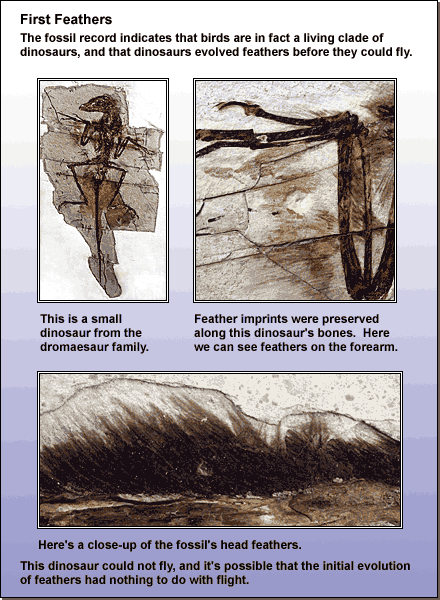 First Feathers
The fossil record indicates that birds are in fact a living clade of
dinosaurs, and that dinosaurs evolved feathers before they could fly.
This is a small
dinosaur from the
dromaesaur family.
Feather imprints were preserved
along this dinosaur's bones.  Here
we can see feathers on the forearm.
Here's a close-up of the fossil's head feathers.
This dinosaur could not fly, and it's possible that the initial evolution
of feathers had nothing to do with flight.